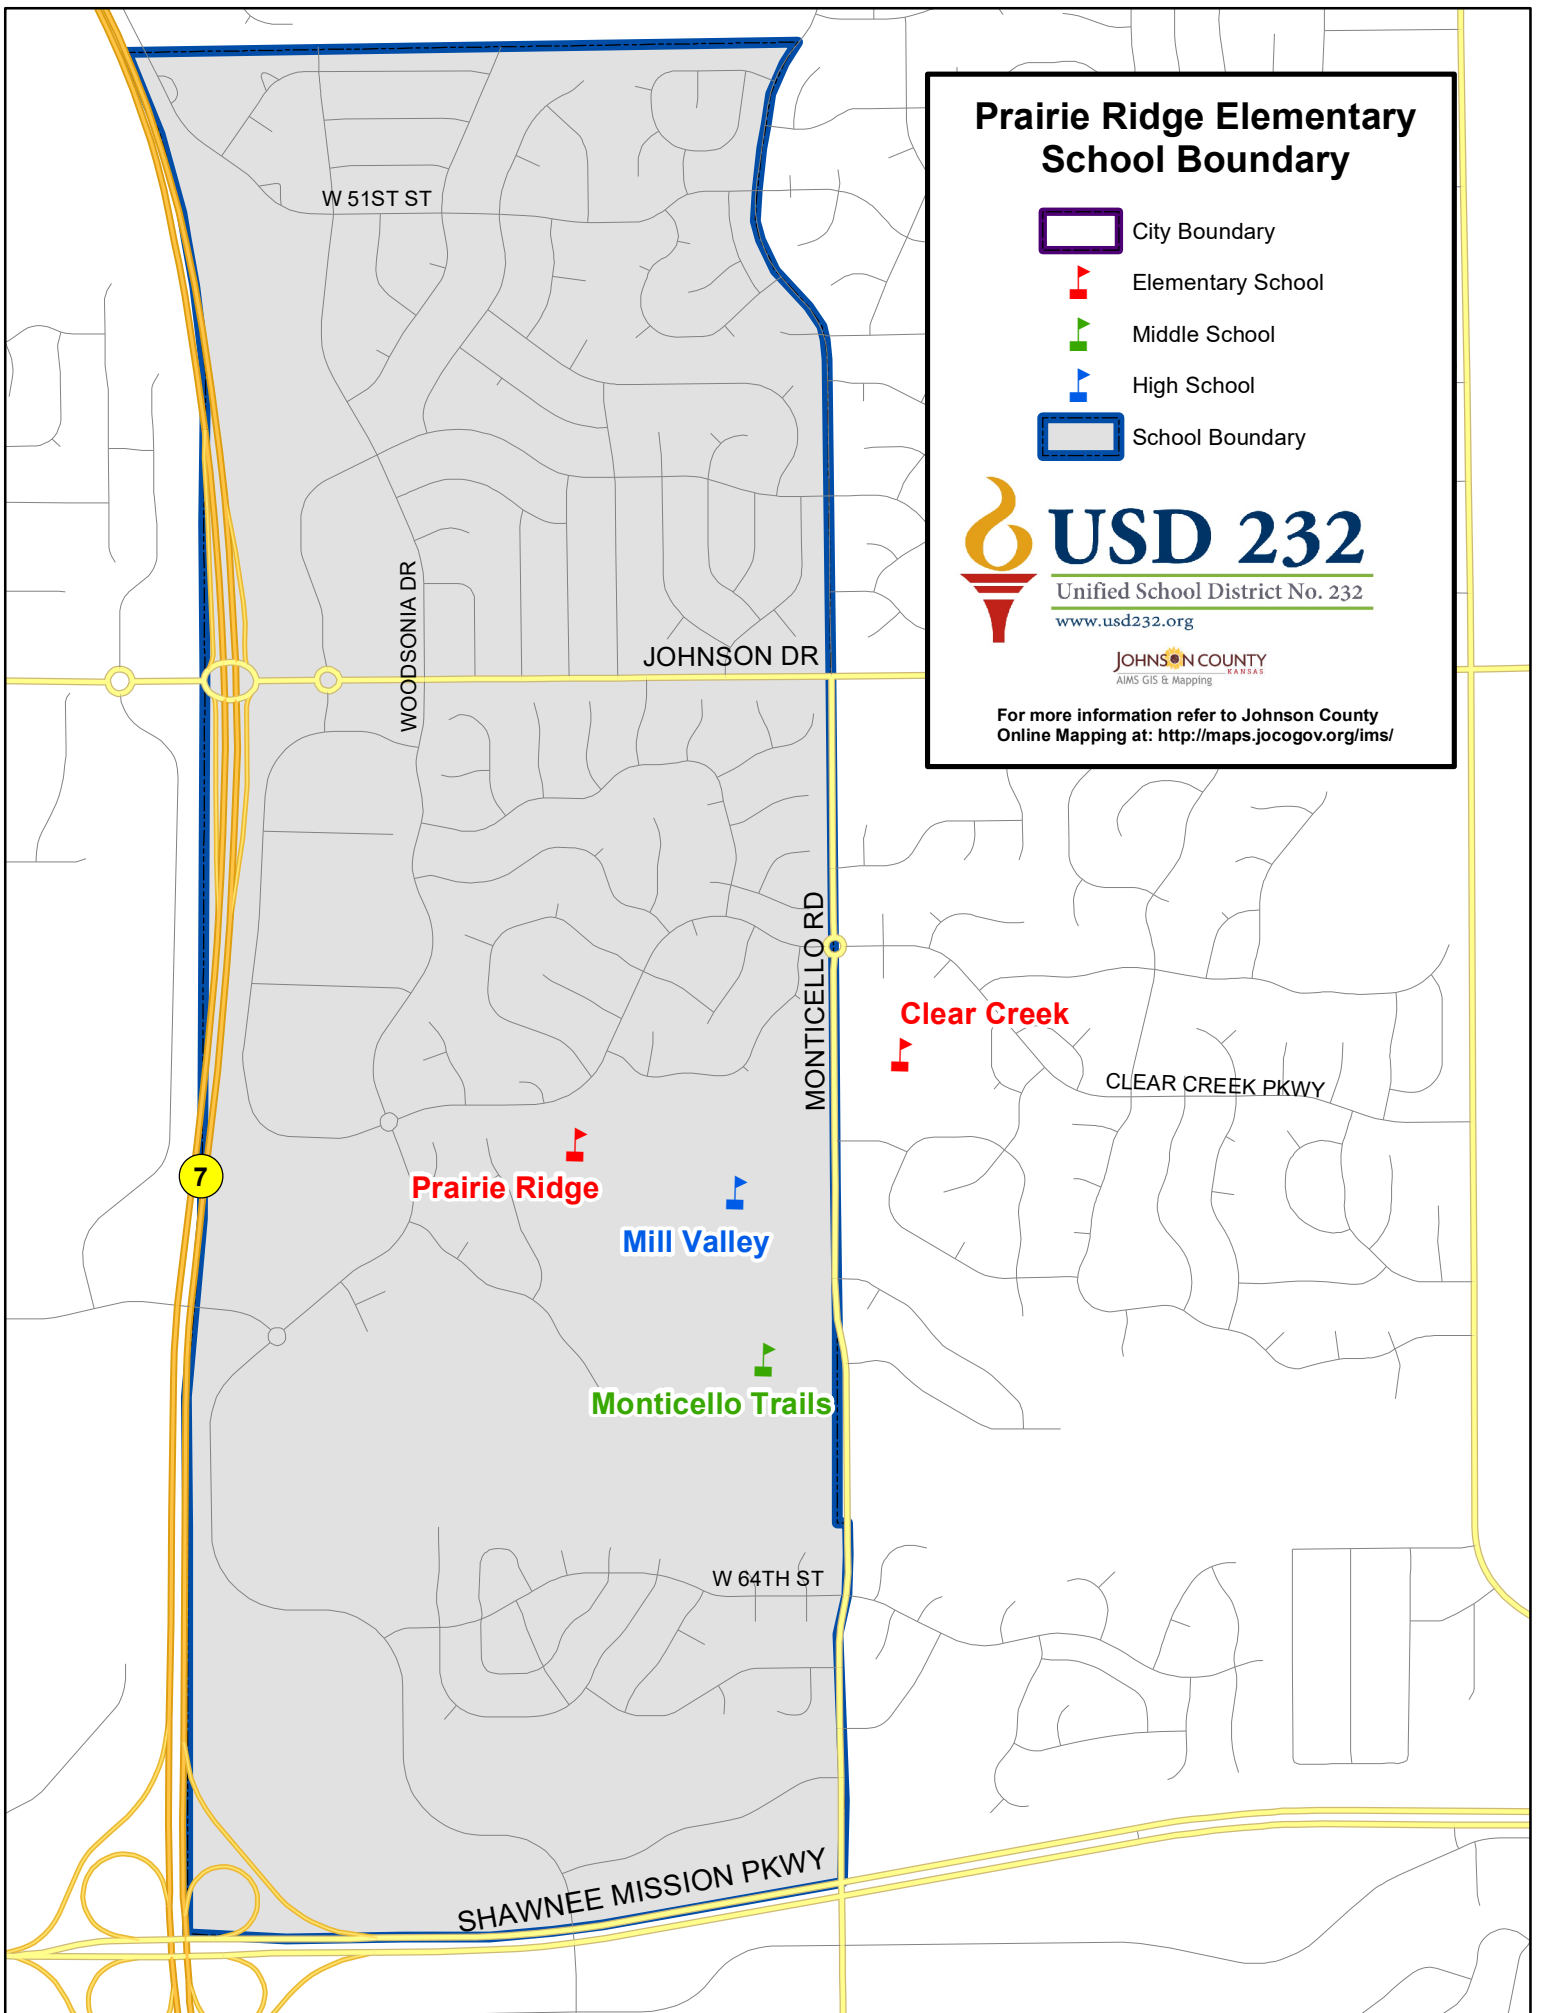 Prairie Ridge Elementary
School Boundary
City Boundary
Elementary School
Middle School
High School
School Boundary
USD 232
Unified School District No. 232
www.usd232.org
JOHNSON COUNTY
KANSAS
AIMS GIS & Mapping
For more information refer to Johnson County
Online Mapping at: http://maps.jocogov.org/ims/
W 51ST ST
WOODSONIA DR
JOHNSON DR
MONTICELLO RD
Clear Creek
CLEAR CREEK PKWY
7
Prairie Ridge
Mill Valley
Monticello Trails
W 64TH ST
SHAWNEE MISSION PKWY